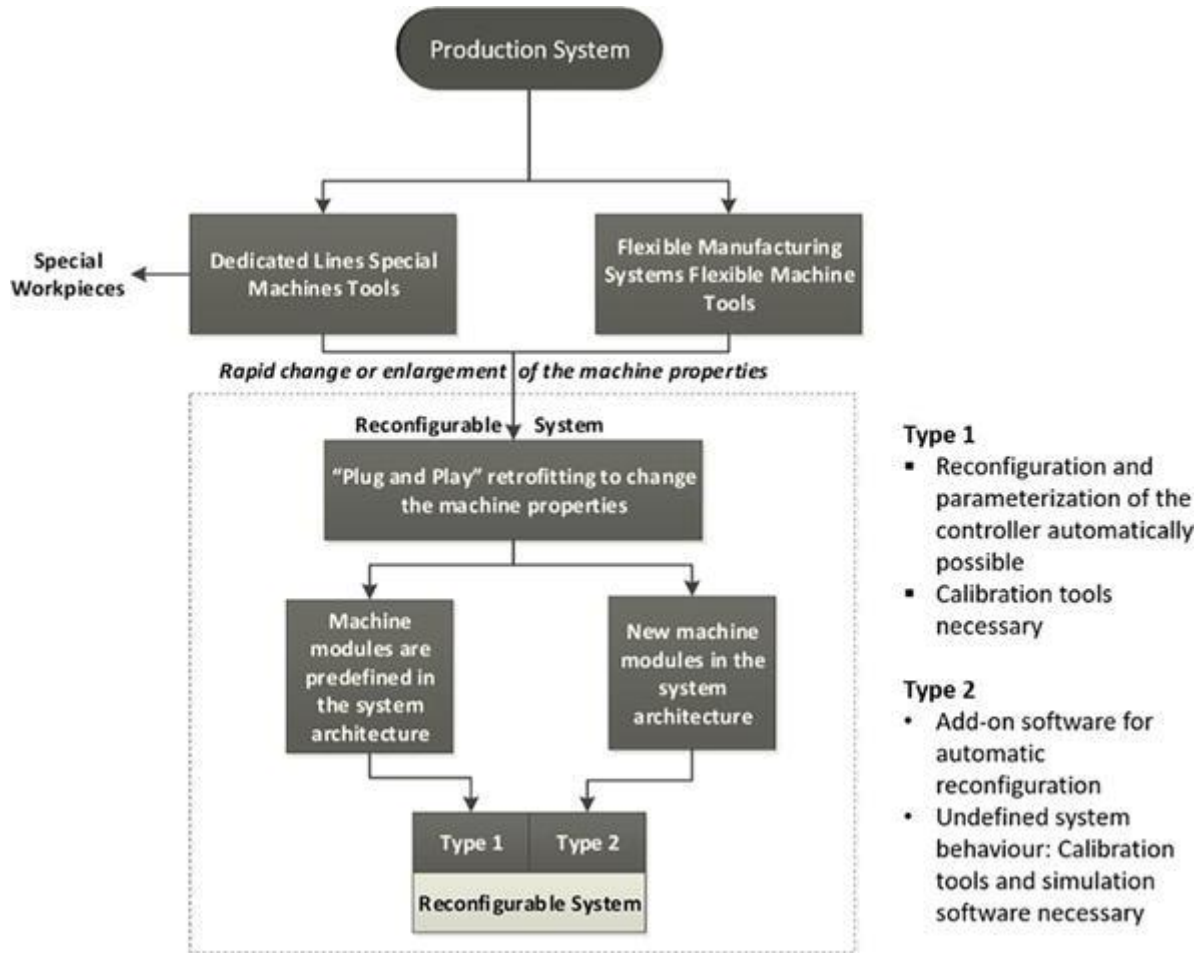 Production System
Special
Workpieces
Dedicated Lines Special
Machines Tools
Flexible Manufacturing
Systems Flexible Machine
Tools
Rapid change or enlargement of the machine properties
Reconfigurable System
“Plug and Play” retrofitting to change
the machine properties
Machine
modules are
predefined in
the system
architecture
New machine
modules in the
system
architecture
Type 1
Type 2
Reconfigurable System
Type 1
▪ Reconfiguration and
parameterization of the
controller automatically
possible
▪ Calibration tools
necessary
Type 2
• Add-on software for
automatic
reconfiguration
• Undefined system
behaviour: Calibration
tools and simulation
software necessary